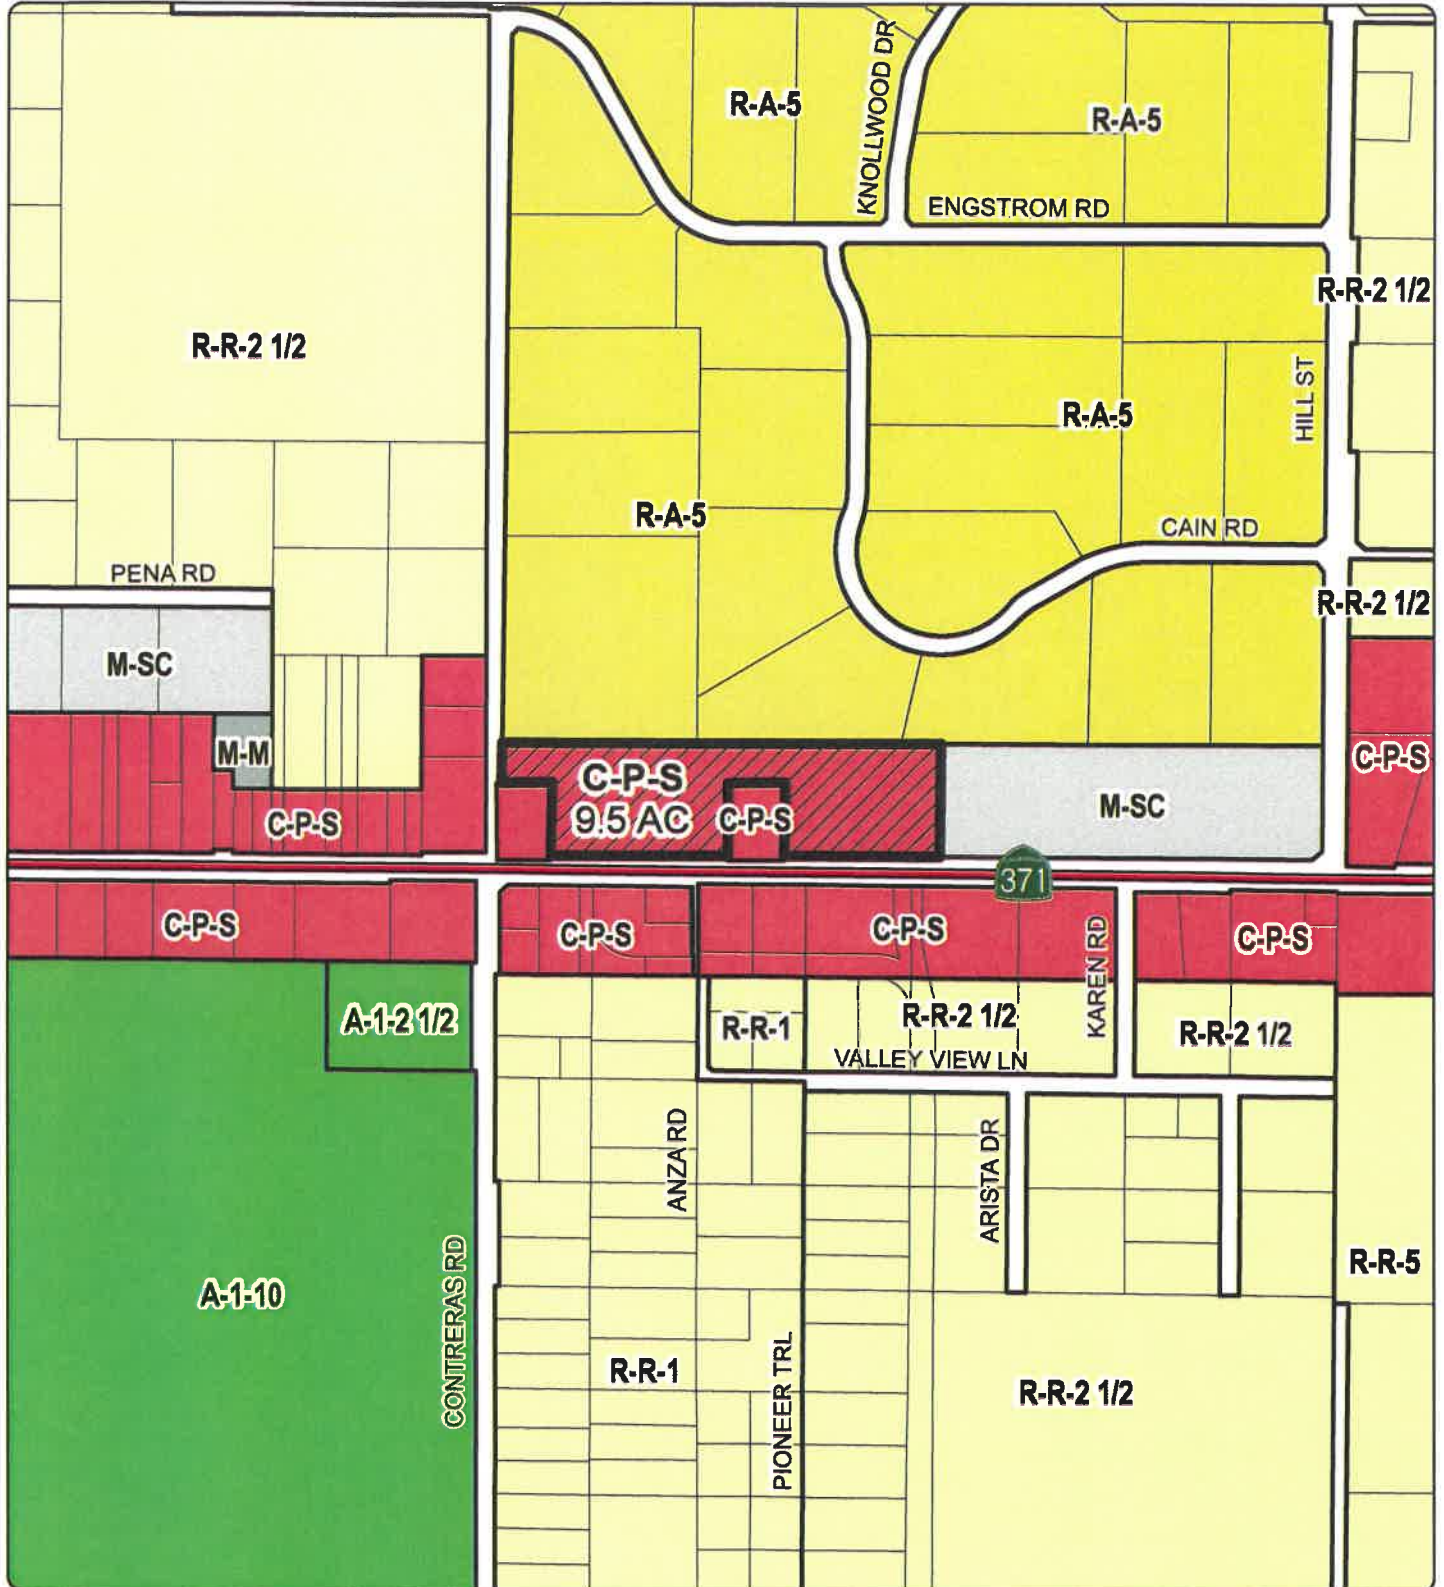 KNOLLWOOD DR
R-A-5
R-A-5
ENGSTROM RD
R-R-2 1/2
R-R-2 1/2
HILL ST
R-A-5
R-A-5
CAIN RD
PENA RD
R-R-2 1/2
M-SC
M-M
C-P-S
C-P-S
9.5 AC
C-P-S
M-SC
C-P-S
C-P-S
371
C-P-S
C-P-S
C-P-S
C-P-S
KAREN RD
A-1-2 1/2
R-R-1
R-R-2 1/2
R-R-2 1/2
VALLEY VIEW LN
ANZA RD
ARISTA DR
CONTRERAS RD
R-R-5
A-1-10
R-R-1
PIONEER TRL
R-R-2 1/2